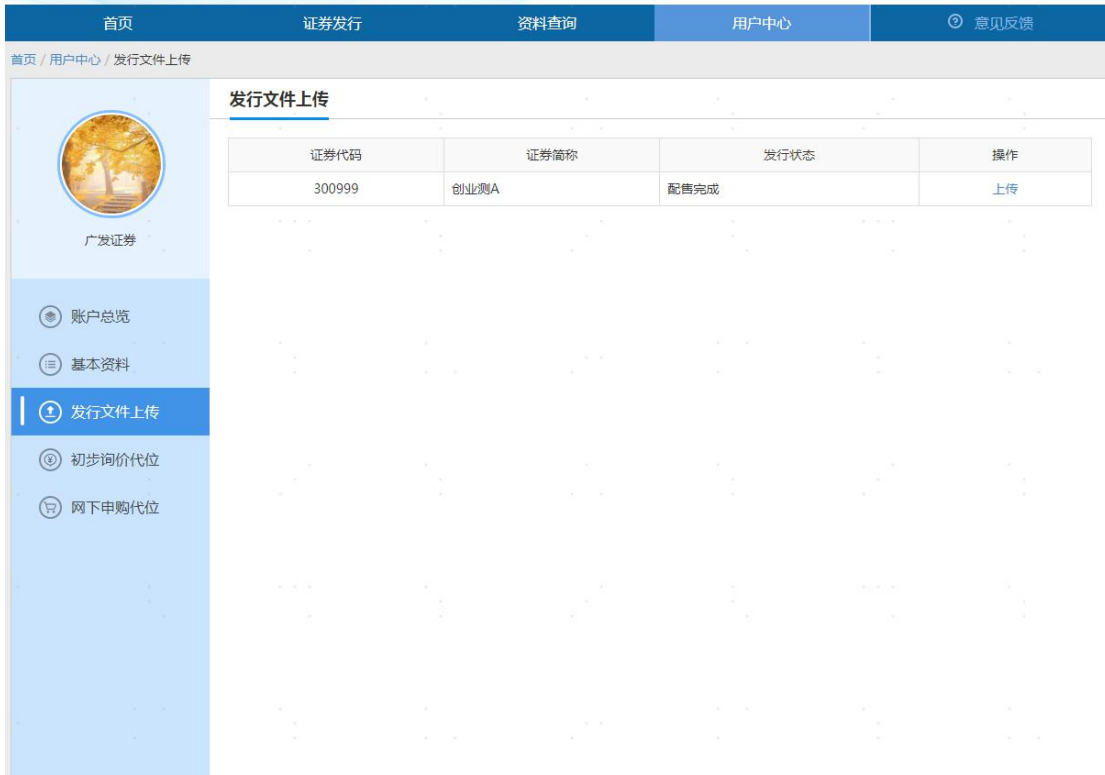 首页 证券发行 资料查询 用户中心 意见反馈
首页 / 用户中心 / 发行文件上传
发行文件上传
证券代码 证券简称 发行状态 操作
300999 创业测A 配售完成 上传
广发证券
账户总览
基本资料
发行文件上传
初步询价代位
网下申购代位